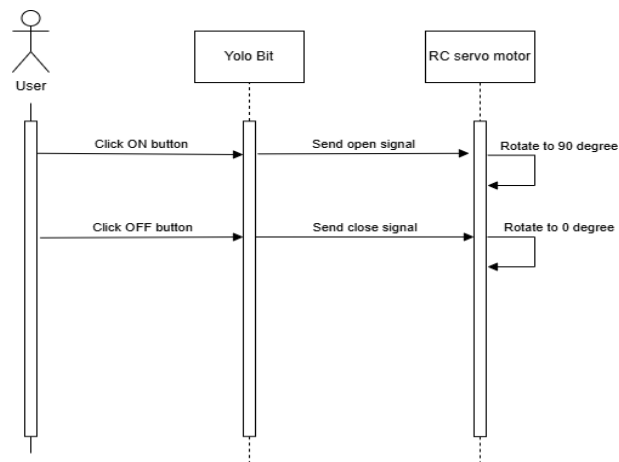 User
Yolo Bit
RC servo motor
Click ON button
Send open signal
Rotate to 90 degree
Click OFF button
Send close signal
Rotate to 0 degree